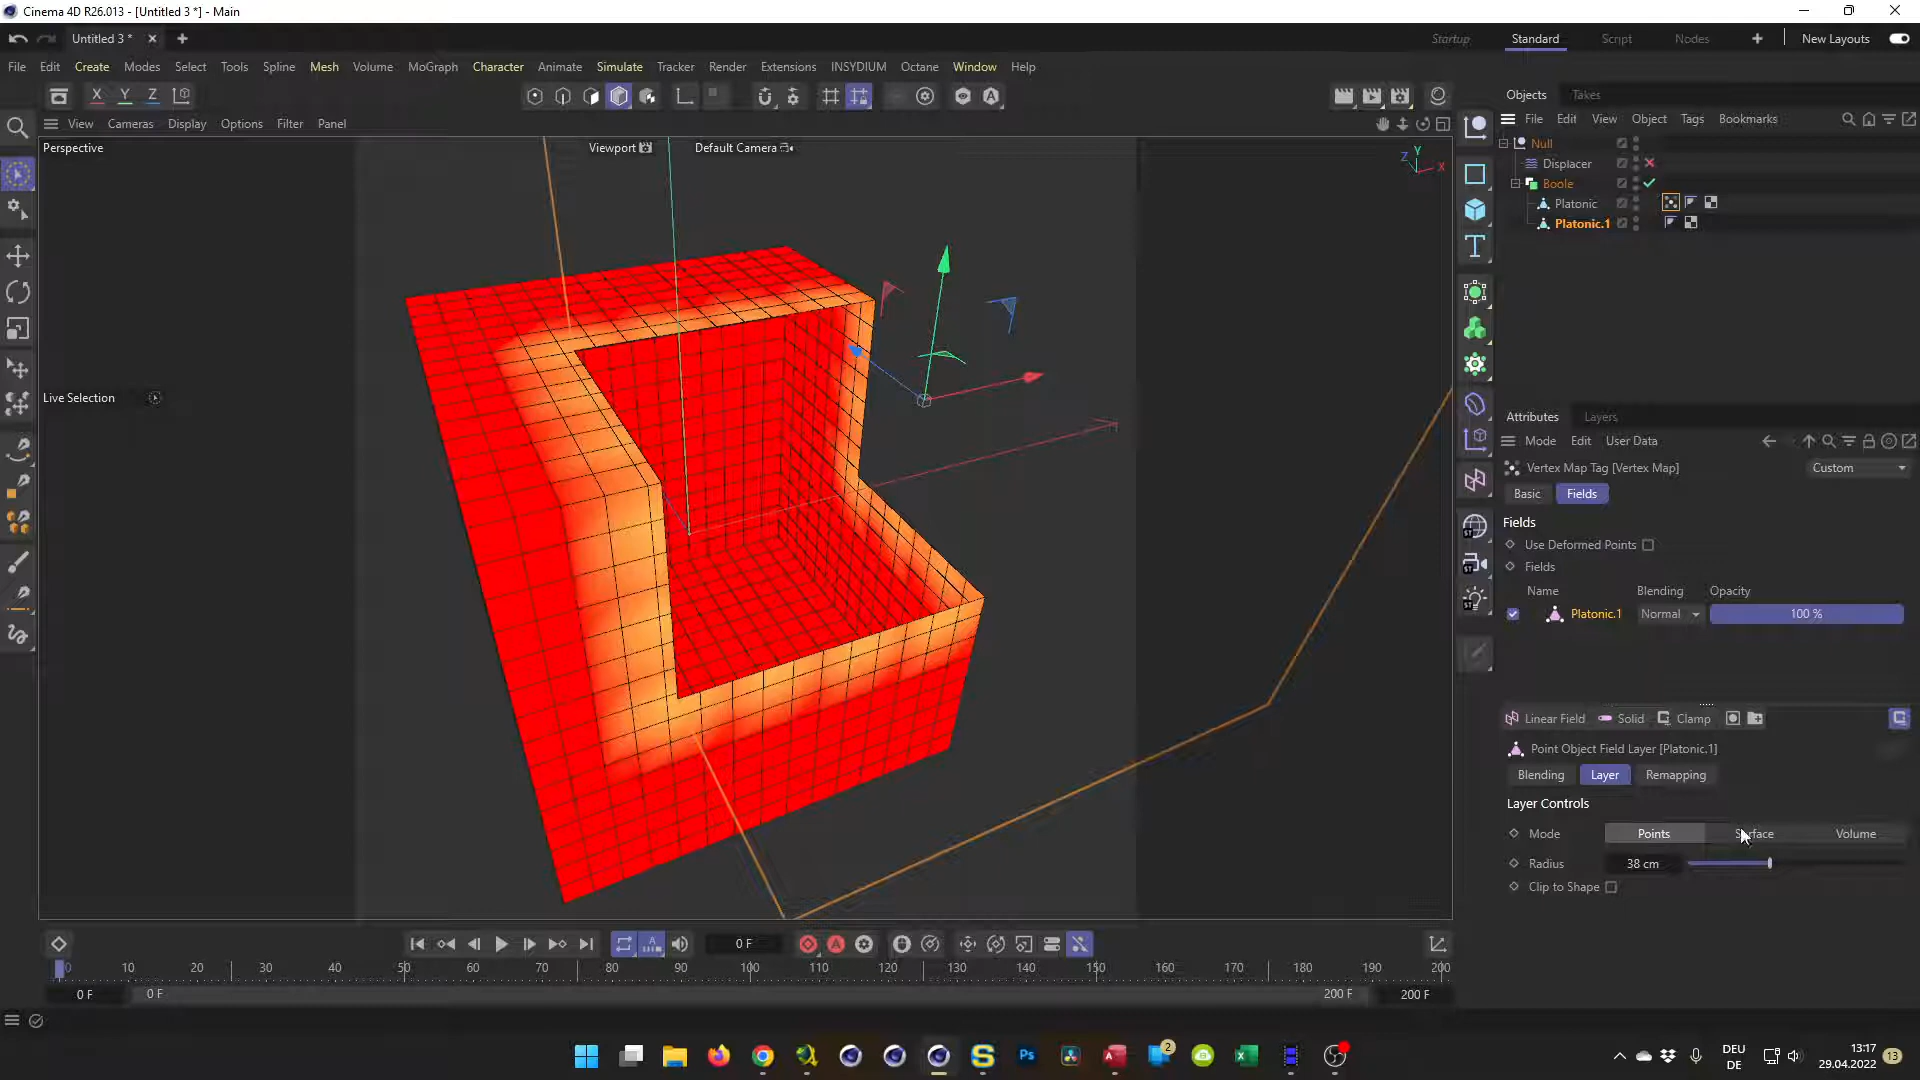 Cinema 4D R26.013 - [Untitled 3 *] - Main
Untitled 3 *
Startup Standard Script Nodes New Layouts
File Edit Create Modes Select Tools Spline Mesh Volume MoGraph Character Animate Simulate Tracker Render Extensions INSYDIUM Octane Window Help
X Y Z
Objects Takes
View Cameras Display Options Filter Panel
File Edit View Object Tags Bookmarks
Perspective
Viewport
Default Camera
Y
Z
X
Null
Displacer
Boole
Platonic
Platonic.1
Live Selection
Attributes Layers
Mode Edit User Data
Vertex Map Tag [Vertex Map]
Custom
Basic Fields
Fields
Use Deformed Points
Fields
Name Blending Opacity
Platonic.1 Normal 100 %
Linear Field Solid Clamp
Point Object Field Layer [Platonic.1]
Blending Layer Remapping
Layer Controls
Mode Points Surface Volume
Radius 38 cm
Clip to Shape
0 F
0 10 20 30 40 50 60 70 80 90 100 110 120 130 140 150 160 170 180 190 200
0 F 0 F 200 F 200 F
2
DEU
DE
13:17
29.04.2022
13